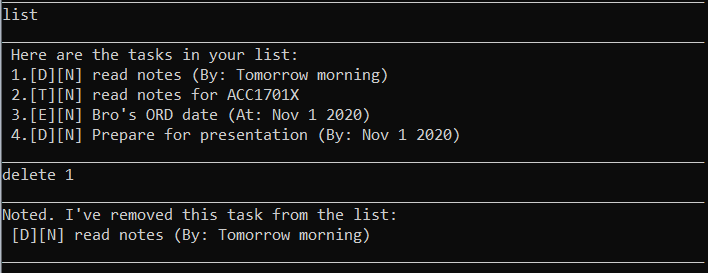 list
Here are the tasks in your list:
1.[D][N] read notes (By: Tomorrow morning)
2.[T][N] read notes for ACC1701X
3.[E][N] Bro's ORD date (At: Nov 1 2020)
4.[D][N] Prepare for presentation (By: Nov 1 2020)
delete 1
Noted. I've removed this task from the list:
[D][N] read notes (By: Tomorrow morning)